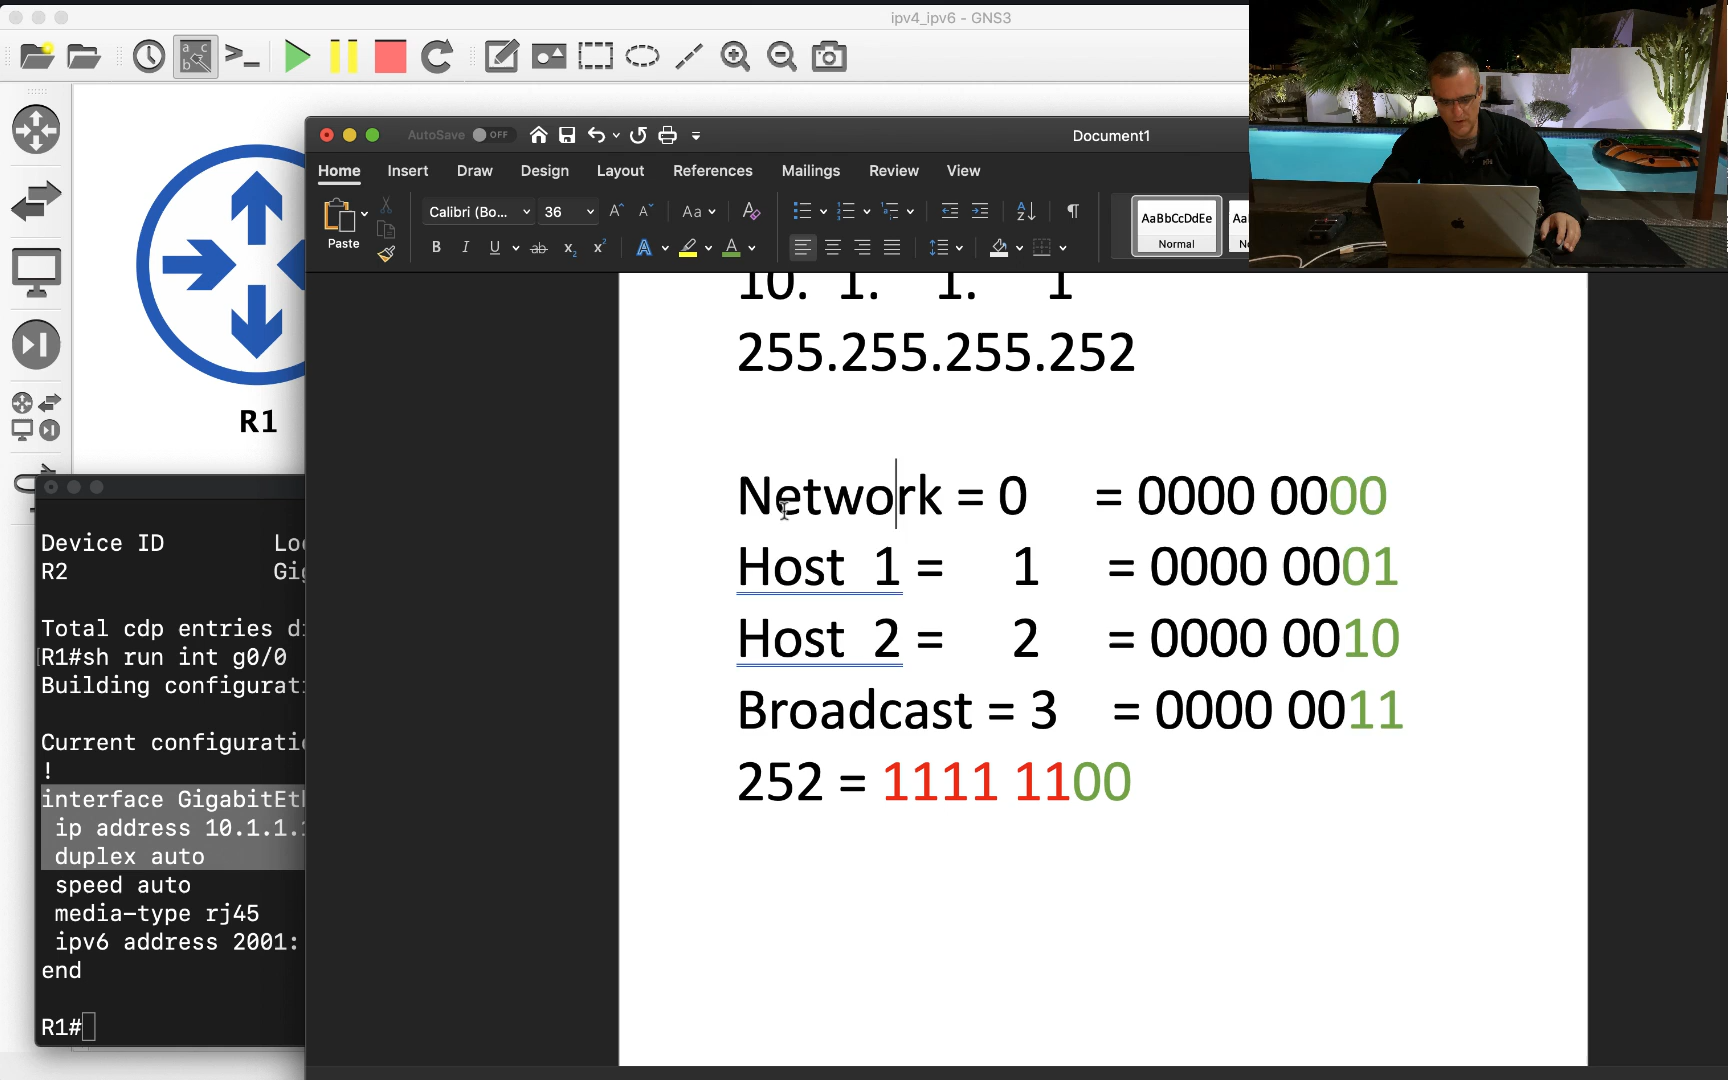 ipv4_ipv6 - GNS3
AutoSave OFF
Document1
Home Insert Draw Design Layout References Mailings Review View
Paste
Calibri (Bo... 36
AaBbCcDdEe
Normal
10. 1. 1. 1
255.255.255.252
Network = 0 = 0000 0000
Host 1 = 1 = 0000 0001
Host 2 = 2 = 0000 0010
Broadcast = 3 = 0000 0011
252 = 1111 1100
R1
Device ID Lo
R2 Gi
Total cdp entries d
R1#sh run int g0/0
Building configurat
Current configurati
!
interface GigabitEt
ip address 10.1.1.1
duplex auto
speed auto
media-type rj45
ipv6 address 2001:
end
R1#